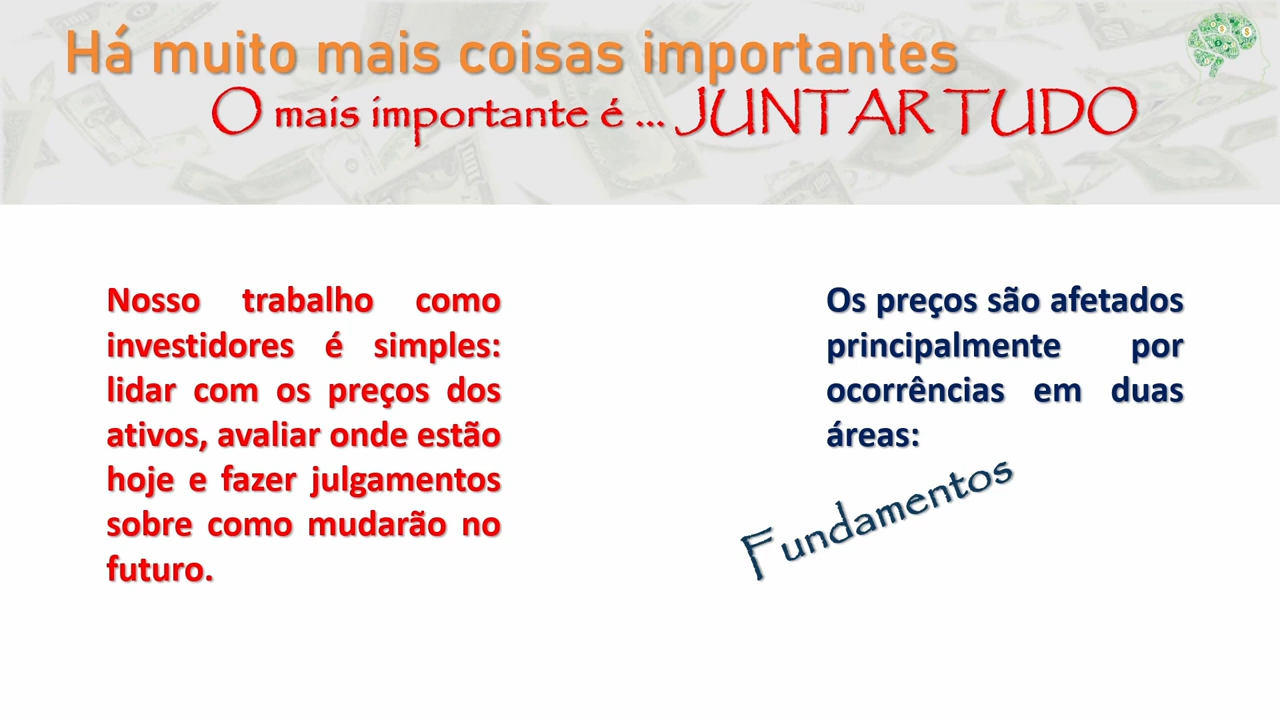 Há muito mais coisas importantes
O mais importante é ... JUNTAR TUDO
Nosso trabalho como
investidores é simples:
lidar com os preços dos
ativos, avaliar onde estão
hoje e fazer julgamentos
sobre como mudarão no
futuro.
Os preços são afetados
principalmente por
ocorrências em duas
áreas:
Fundamentos